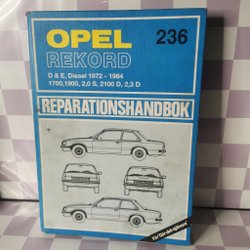 OPEL 236
REKORD
D & E, Diesel 1972 - 1984
1700,1900, 2,0 S, 2100 D, 2,3 D
REPARATIONSHANDBOK